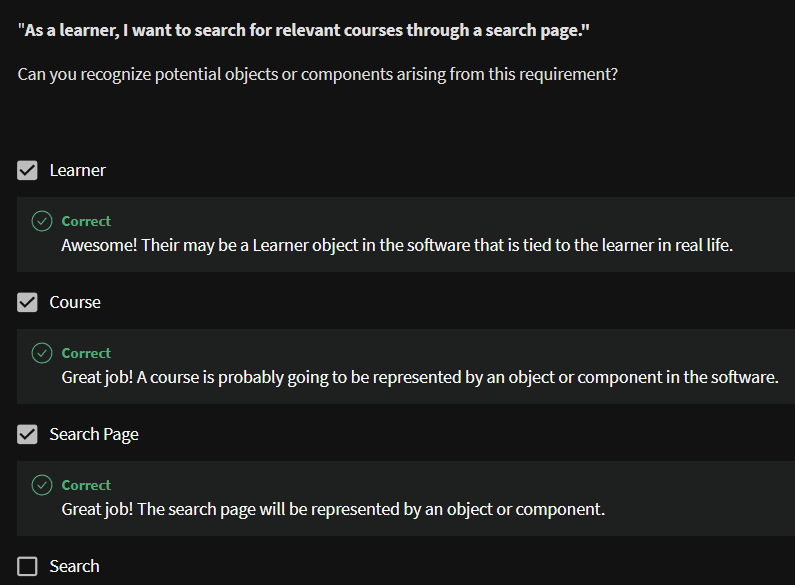 "As a learner, I want to search for relevant courses through a search page."
Can you recognize potential objects or components arising from this requirement?
Learner
Correct
Awesome! Their may be a Learner object in the software that is tied to the learner in real life.
Course
Correct
Great job! A course is probably going to be represented by an object or component in the software.
Search Page
Correct
Great job! The search page will be represented by an object or component.
Search